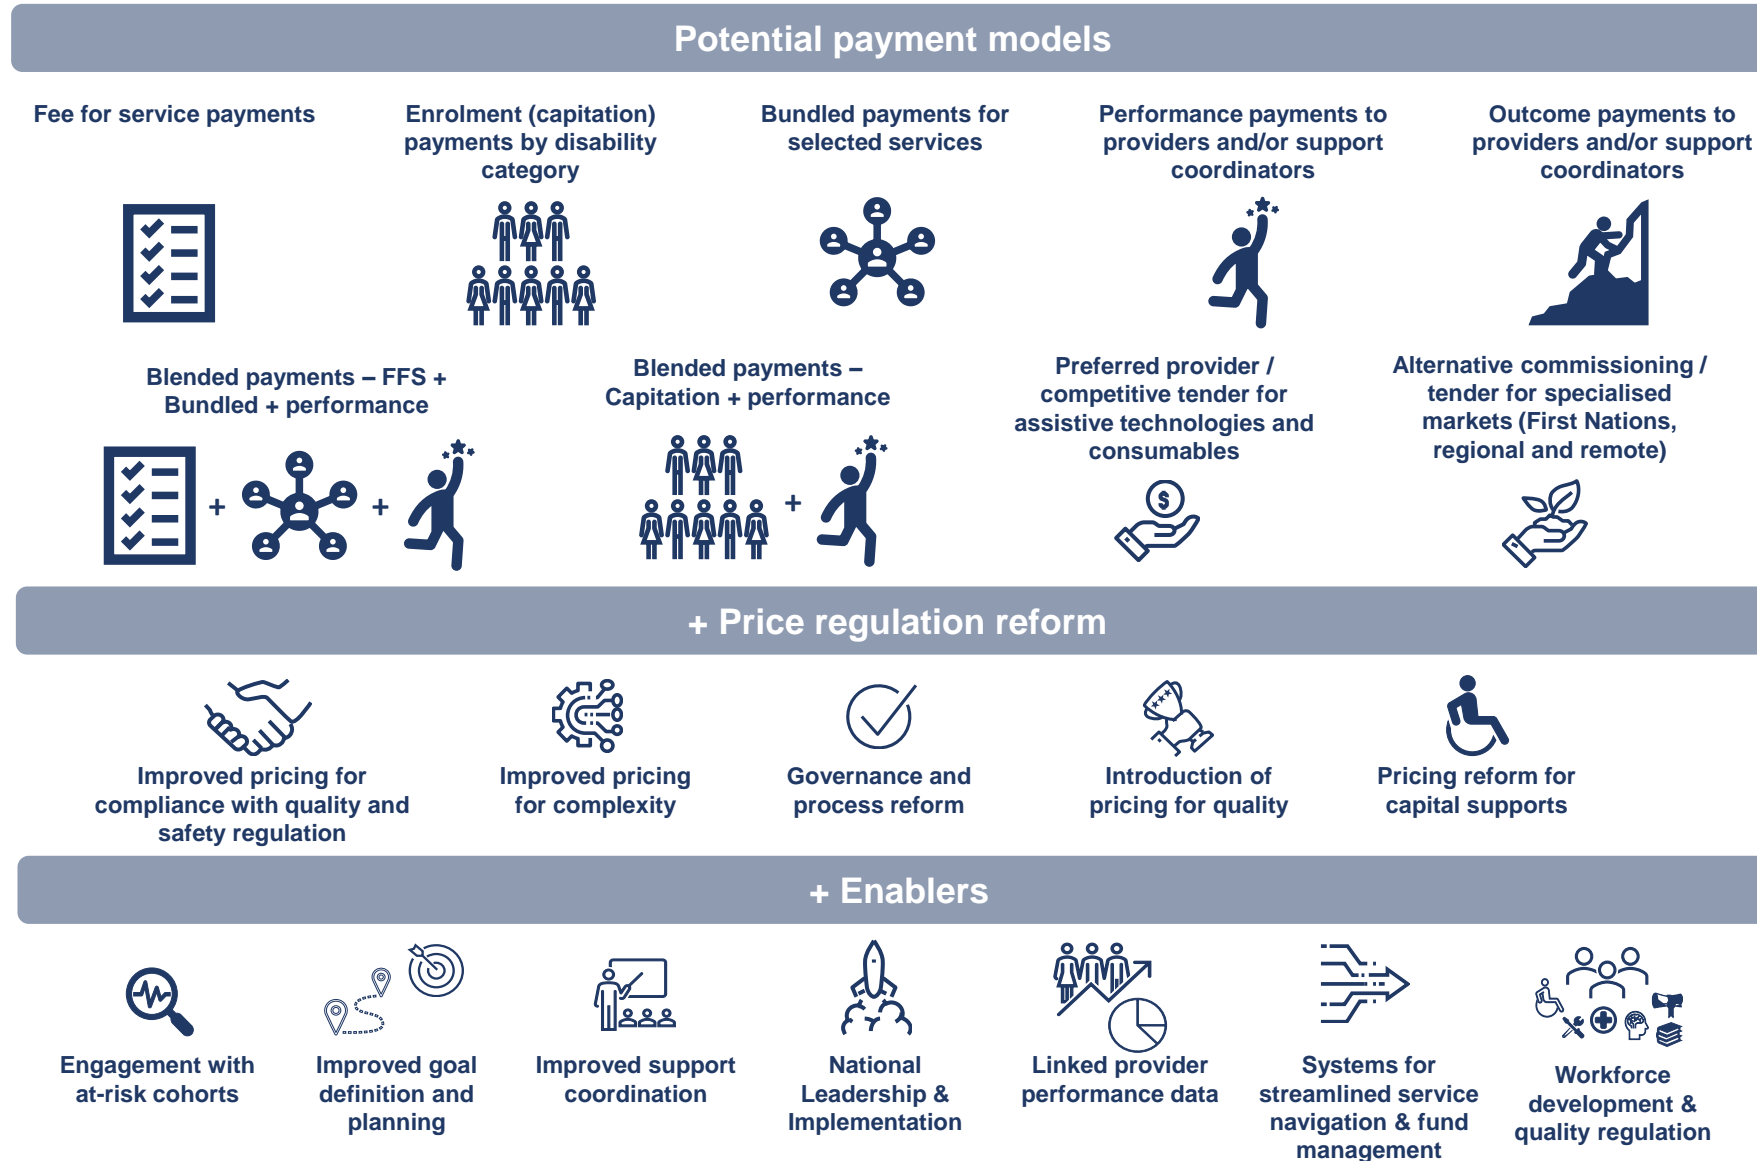 Potential payment models
Fee for service payments
Enrolment (capitation)
payments by disability
category
Bundled payments for
selected services
Performance payments to
providers and/or support
coordinators
Outcome payments to
providers and/or support
coordinators
Blended payments – FFS +
Bundled + performance
+
+
Blended payments –
Capitation + performance
+
Preferred provider /
competitive tender for
assistive technologies and
consumables
$
Alternative commissioning /
tender for specialised
markets (First Nations,
regional and remote)
+ Price regulation reform
Improved pricing for
compliance with quality and
safety regulation
Improved pricing
for complexity
Governance and
process reform
Introduction of
pricing for quality
Pricing reform for
capital supports
+ Enablers
Engagement with
at-risk cohorts
Improved goal
definition and
planning
Improved support
coordination
National
Leadership &
Implementation
Linked provider
performance data
Systems for
streamlined service
navigation & fund
management
Workforce
development &
quality regulation